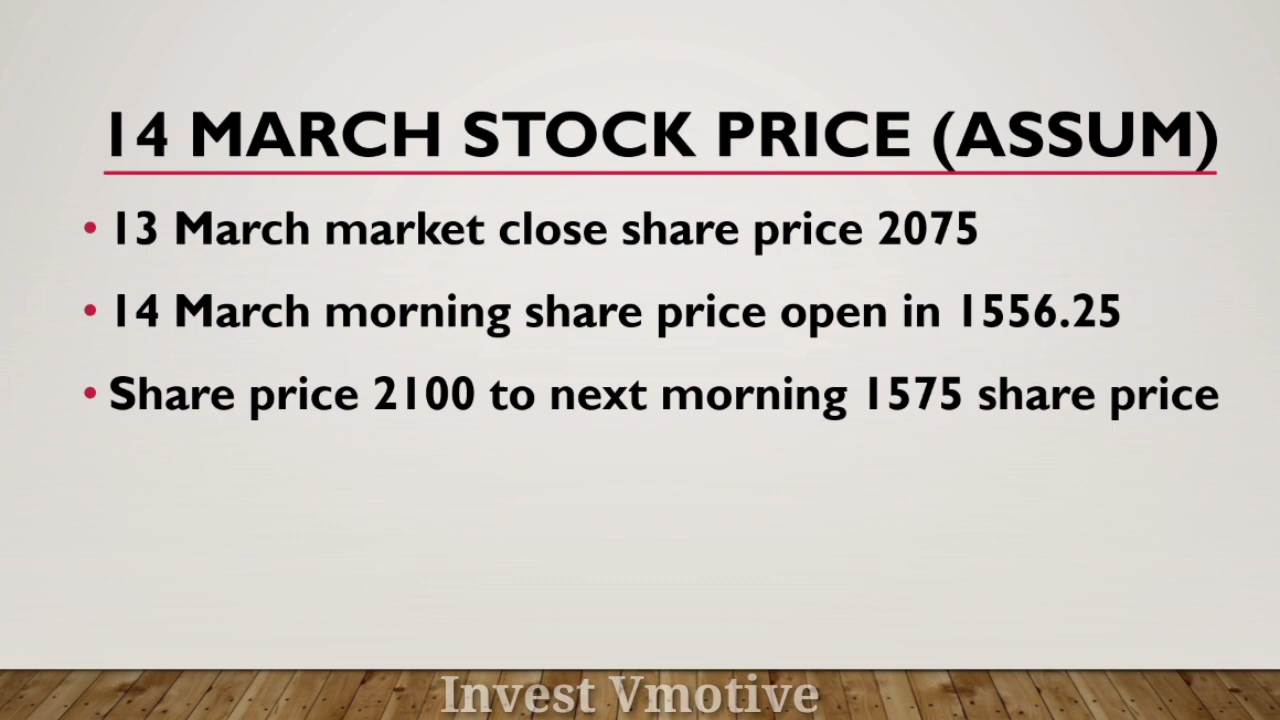 14 MARCH STOCK PRICE (ASSUM)
• 13 March market close share price 2075
• 14 March morning share price open in 1556.25
• Share price 2100 to next morning 1575 share price
Invest Vmotive